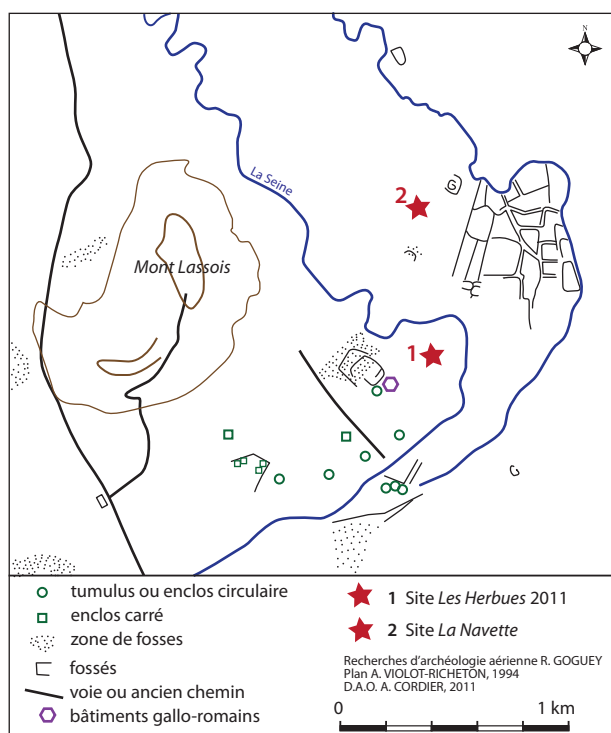 N
La Seine
2
G
Mont Lassois
1
G
tumulus ou enclos circulaire
enclos carré
zone de fosses
fossés
voie ou ancien chemin
bâtiments gallo-romains
1 Site Les Herbues 2011
2 Site La Navette
Recherches d'archéologie aérienne R. GOGUEY
Plan A. VIOLOT-RICHETON, 1994
D.A.O. A. CORDIER, 2011
0 1 km